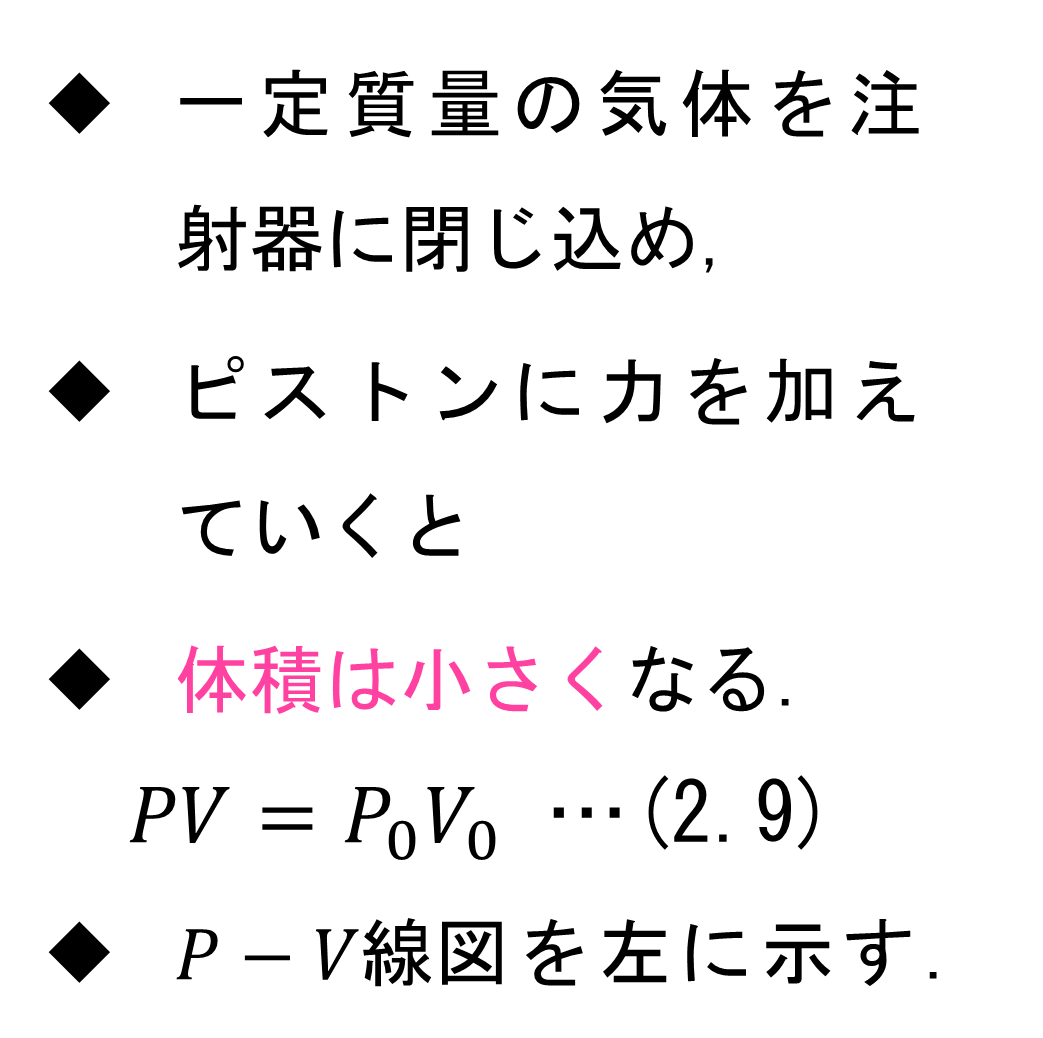 ◆ 一定質量の気体を注
射器に閉じ込め,
◆ ピストンに力を加え
ていくと
◆ 体積は小さくなる.
𝑃𝑉 = 𝑃₀𝑉₀ …(2.9)
◆ 𝑃 − 𝑉線図を左に示す.